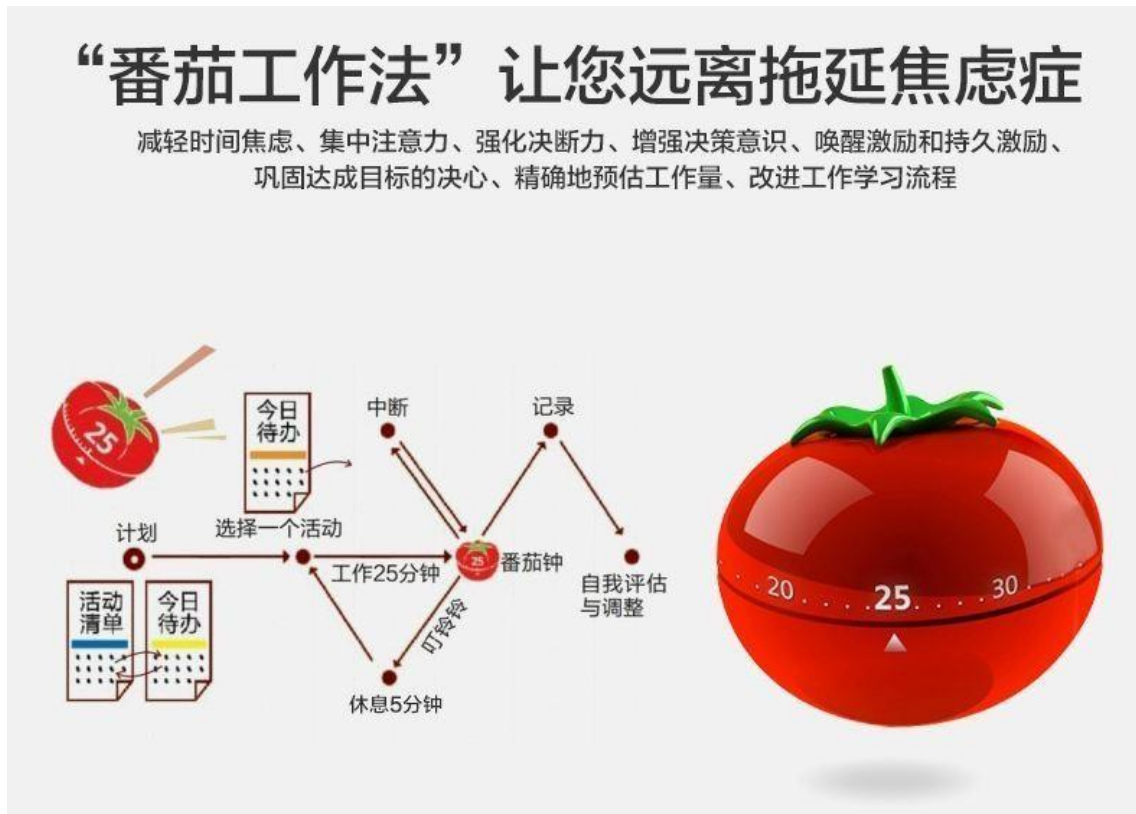 “番茄工作法”让您远离拖延焦虑症
减轻时间焦虑、集中注意力、强化决断力、增强决策意识、唤醒激励和持久激励、
巩固达成目标的决心、精确地预估工作量、改进工作学习流程
25
今日
待办
中断
记录
计划
选择一个活动
工作25分钟
25
番茄钟
自我评估
与调整
活动
清单
今日
待办
叮铃铃
休息5分钟
20
25
30